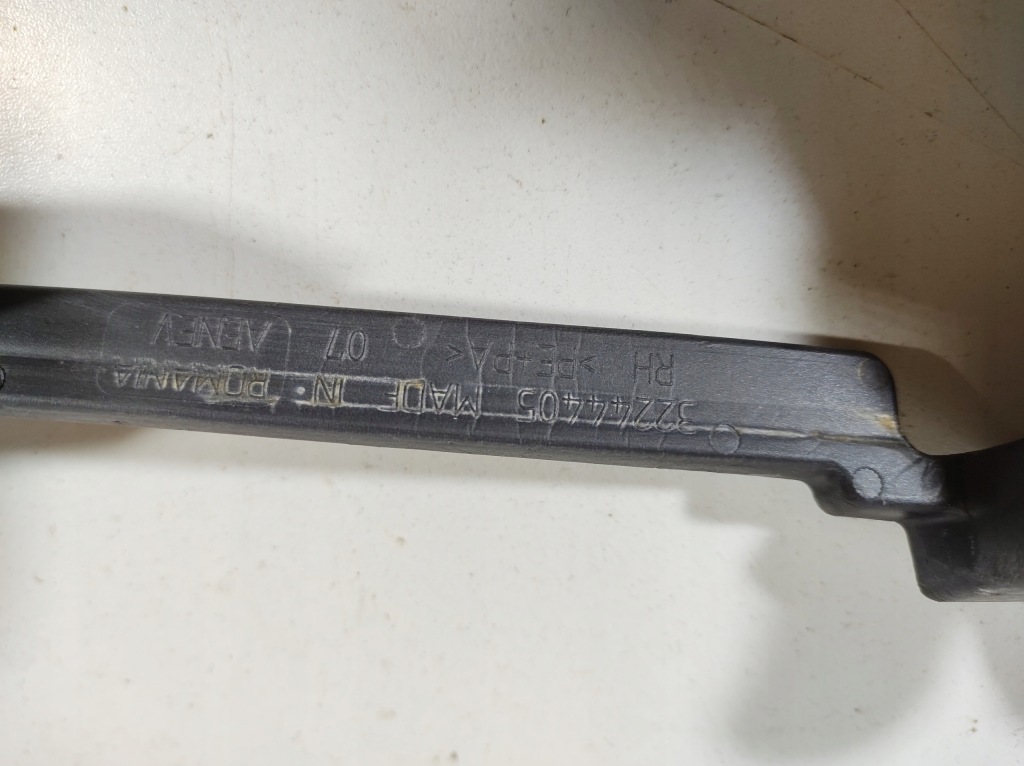 32244405 MADE IN ROMANIA
RH >PE+PA< 07